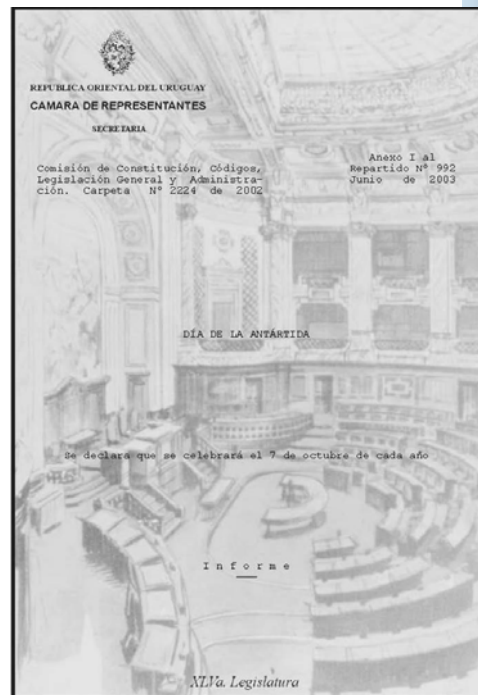 REPUBLICA ORIENTAL DEL URUGUAY
CAMARA DE REPRESENTANTES
SECRETARIA
Comisión de Constitución, Códigos,
Legislación General y Administra-
ción. Carpeta Nº 2224 de 2002
Anexo I al
Repartido Nº 992
Junio de 2003
DÍA DE LA ANTÁRTIDA
Se declara que se celebrará el 7 de octubre de cada año
Informe
XLVa. Legislatura